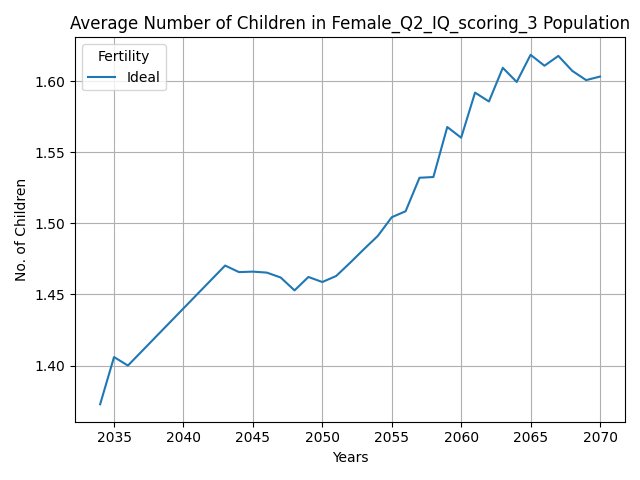 Average Number of Children in Female_Q2_IQ_scoring_3 Population
Fertility
Ideal
No. of Children
1.60
1.55
1.50
1.45
1.40
2035 2040 2045 2050 2055 2060 2065 2070
Years